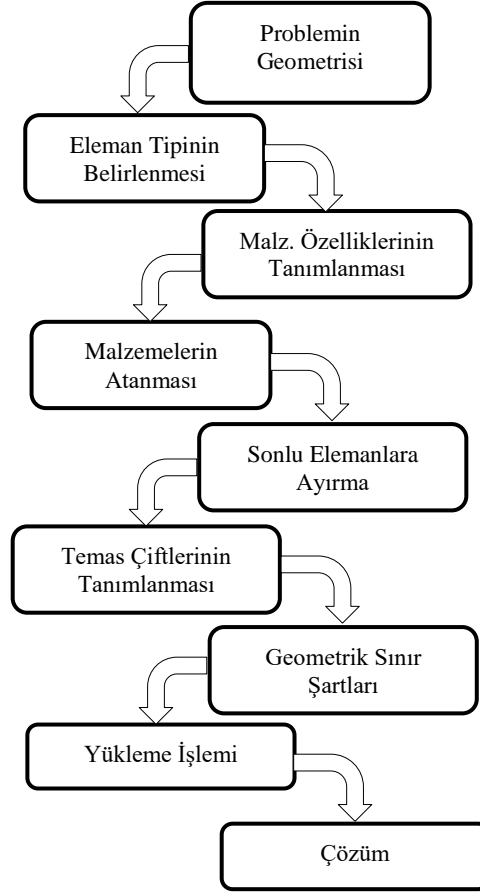 Problemin
Geometrisi
Eleman Tipinin
Belirlenmesi
Malz. Özelliklerinin
Tanımlanması
Malzemelerin
Atanması
Sonlu Elemanlara
Ayırma
Temas Çiftlerinin
Tanımlanması
Geometrik Sınır
Şartları
Yükleme İşlemi
Çözüm